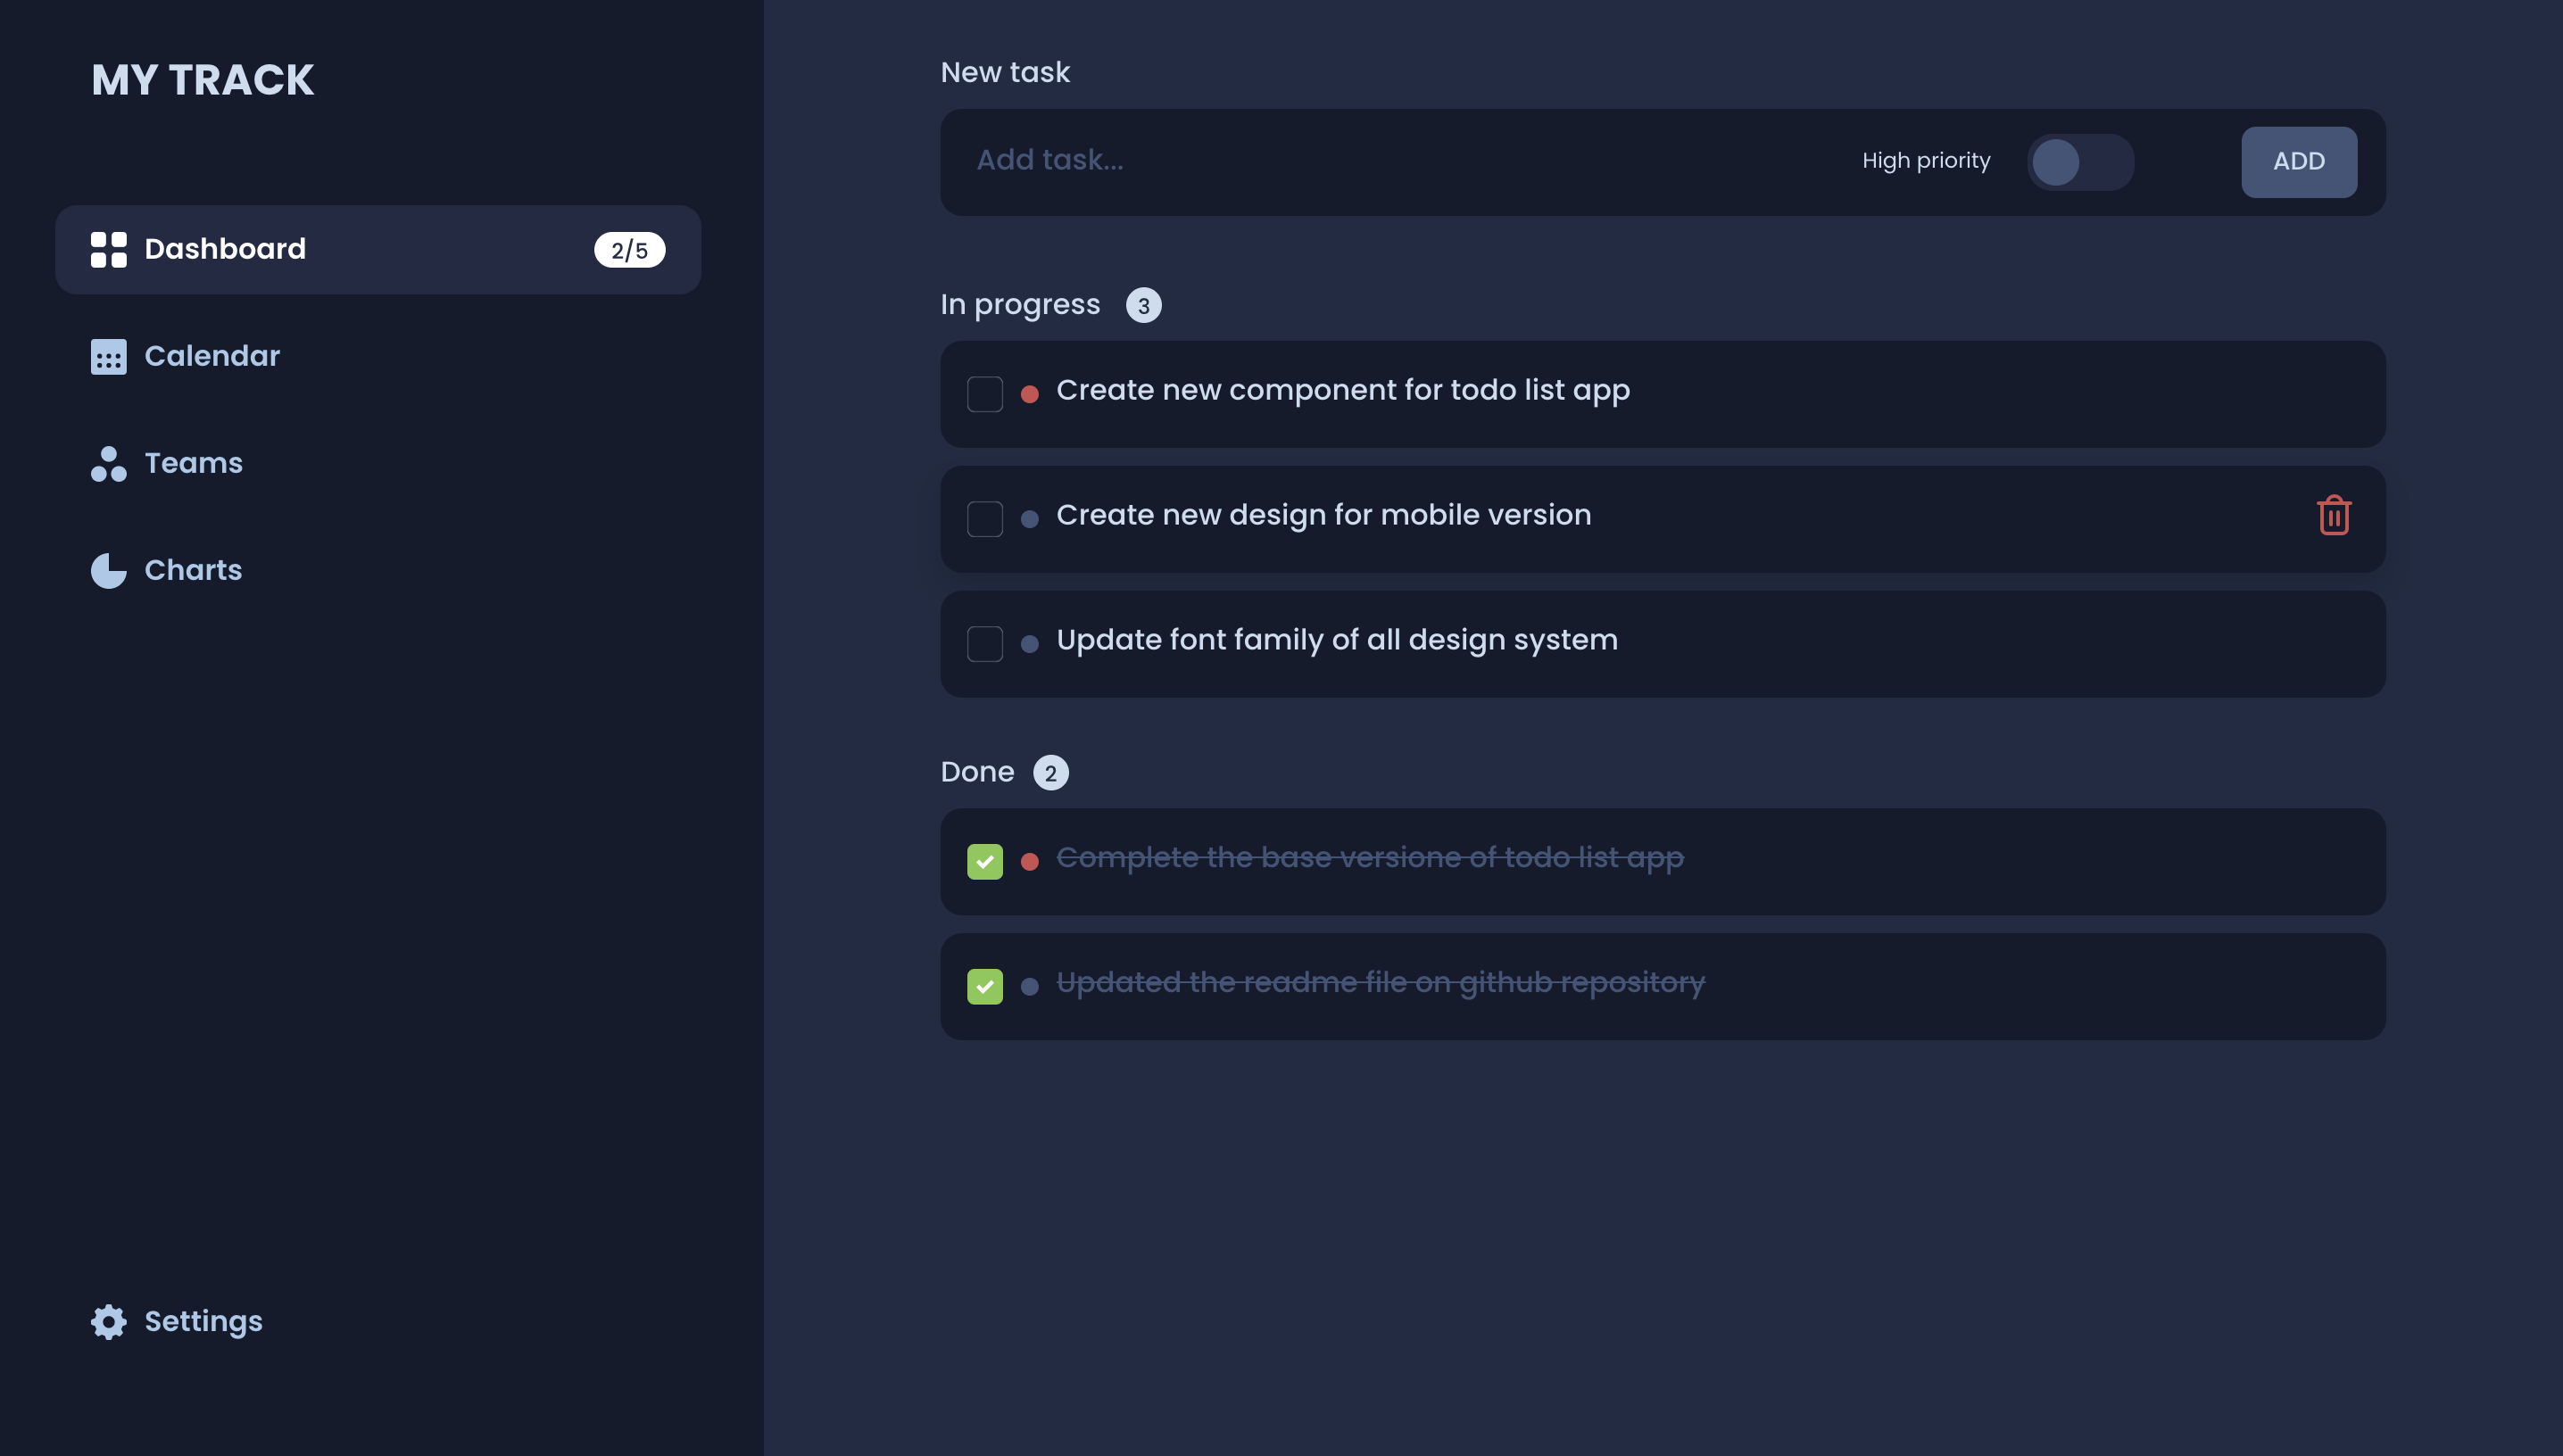 MY TRACK
Dashboard 2/5
Calendar
Teams
Charts
Settings
New task
Add task... High priority ADD
In progress 3
Create new component for todo list app
Create new design for mobile version
Update font family of all design system
Done 2
Complete the base versione of todo list app
Updated the readme file on github repository